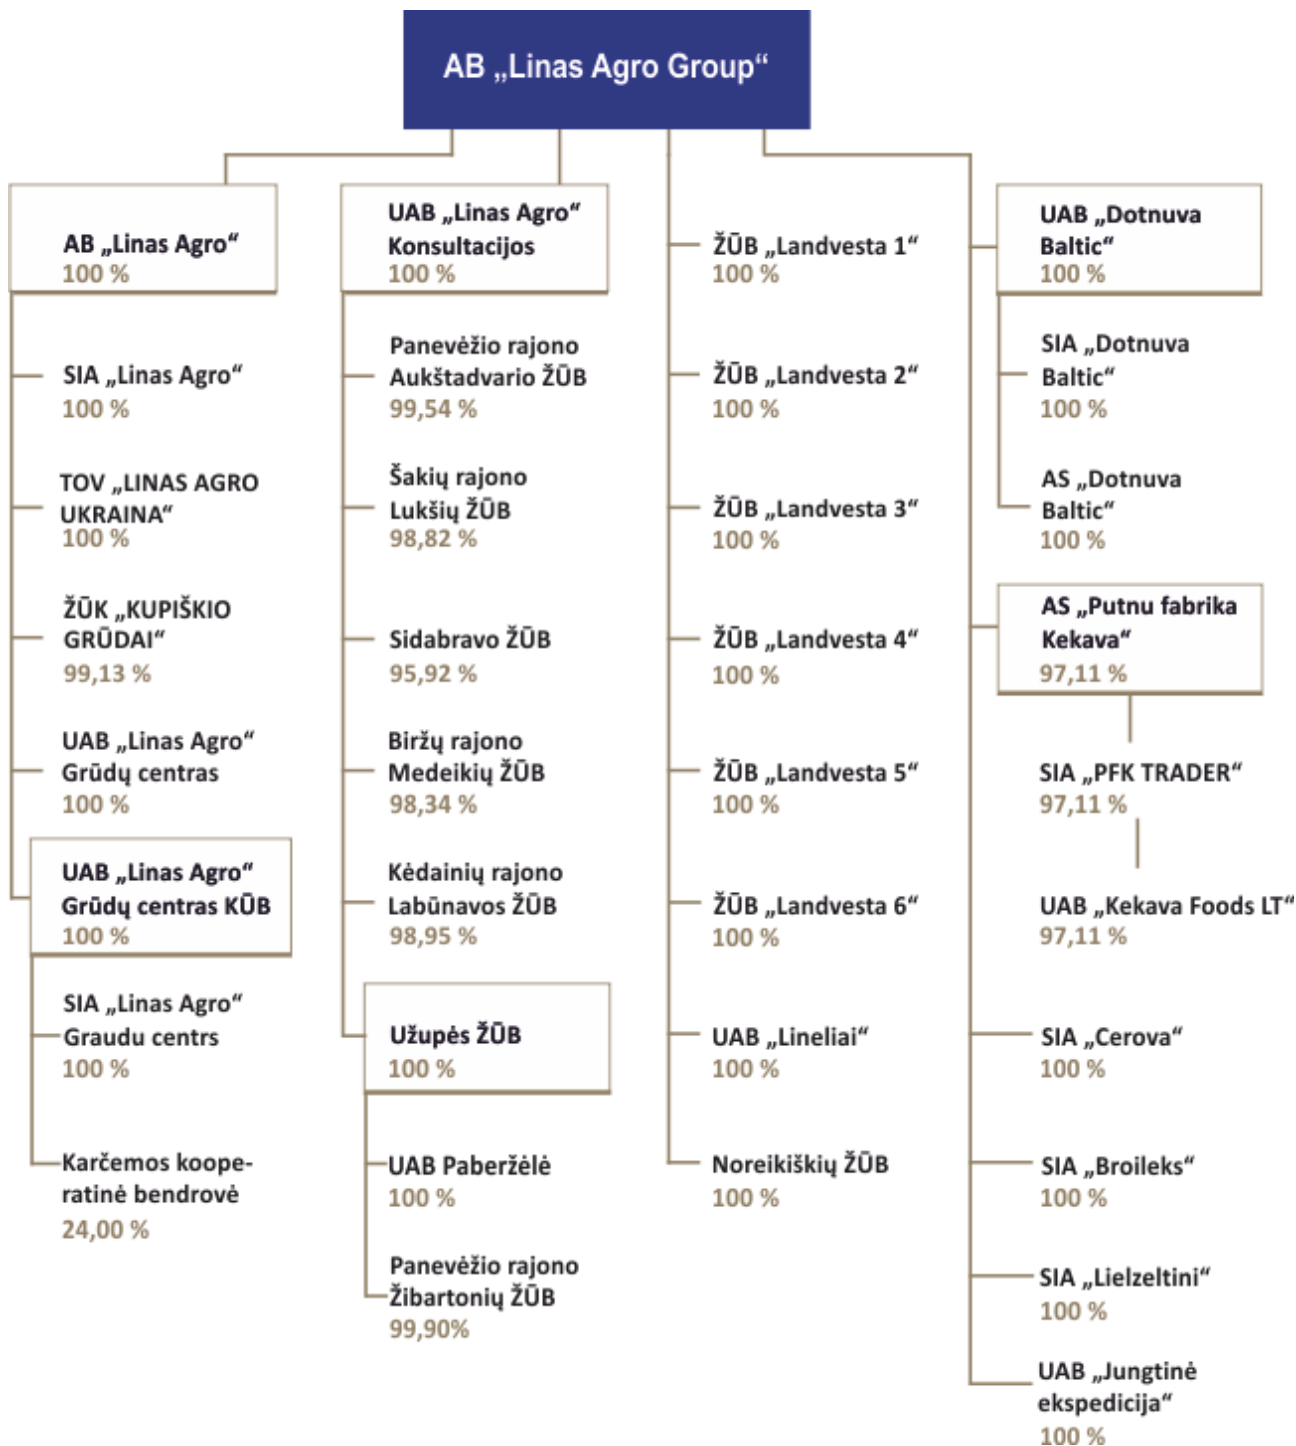 AB „Linas Agro Group“
AB „Linas Agro“
100 %
SIA „Linas Agro“
100 %
TOV „LINAS AGRO
UKRAINA“
100 %
ŽŪK „KUPIŠKIO
GRŪDAI“
99,13 %
UAB „Linas Agro“
Grūdų centras
100 %
UAB „Linas Agro“
Grūdų centras KŪB
100 %
SIA „Linas Agro“
Graudu centrs
100 %
Karčemos koope-
ratinė bendrovė
24,00 %
UAB „Linas Agro“
Konsultacijos
100 %
Panevėžio rajono
Aukštadvario ŽŪB
99,54 %
Šakių rajono
Lukšių ŽŪB
98,82 %
Sidabravo ŽŪB
95,92 %
Biržų rajono
Medeikių ŽŪB
98,34 %
Kėdainių rajono
Labūnavos ŽŪB
98,95 %
Užupės ŽŪB
100 %
UAB Paberžėlė
100 %
Panevėžio rajono
Žibartonių ŽŪB
99,90%
ŽŪB „Landvesta 1“
100 %
ŽŪB „Landvesta 2“
100 %
ŽŪB „Landvesta 3“
100 %
ŽŪB „Landvesta 4“
100 %
ŽŪB „Landvesta 5“
100 %
ŽŪB „Landvesta 6“
100 %
UAB „Lineliai“
100 %
Noreikiškių ŽŪB
100 %
UAB „Dotnuva
Baltic“
100 %
SIA „Dotnuva
Baltic“
100 %
AS „Dotnuva
Baltic“
100 %
AS „Putnu fabrika
Kekava“
97,11 %
SIA „PFK TRADER“
97,11 %
UAB „Kekava Foods LT“
97,11 %
SIA „Cerova“
100 %
SIA „Broileks“
100 %
SIA „Lielzeltini“
100 %
UAB „Jungtinė
ekspedicija“
100 %